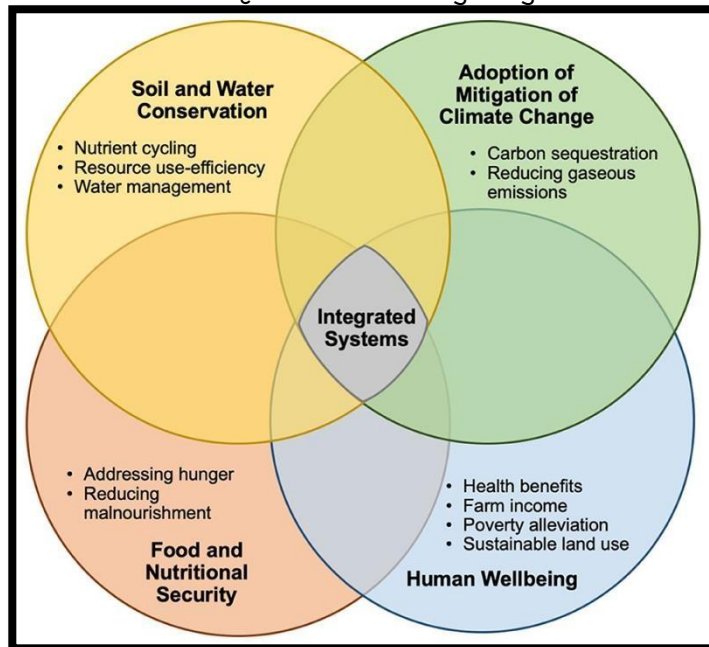 Soil and Water
Conservation
• Nutrient cycling
• Resource use-efficiency
• Water management
Adoption of
Mitigation of
Climate Change
• Carbon sequestration
• Reducing gaseous
emissions
Integrated
Systems
• Addressing hunger
• Reducing
malnourishment
Food and
Nutritional
Security
• Health benefits
• Farm income
• Poverty alleviation
• Sustainable land use
Human Wellbeing